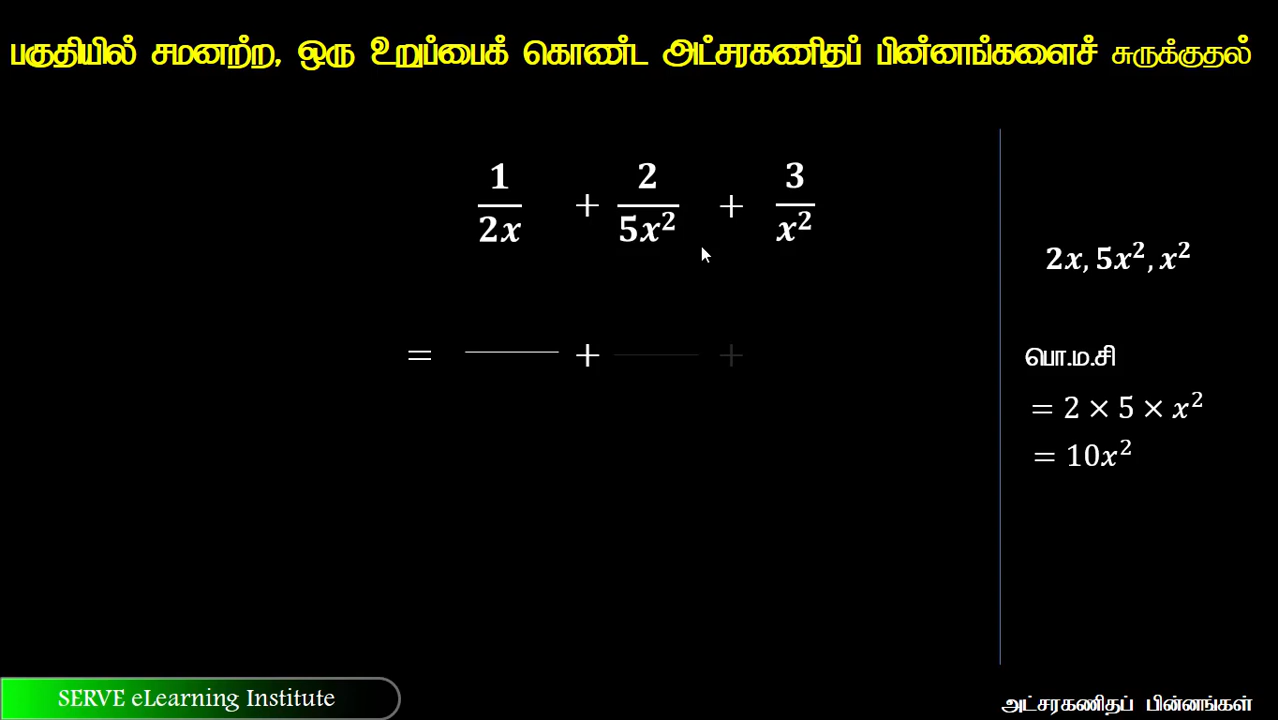 பகுதியில் சமனற்ற, ஒரு உறுப்பைக் கொண்ட அட்சரகணிதப் பின்னங்களைச் சுருக்குதல்
1/2x + 2/5x² + 3/x²
2x, 5x², x²
= + +
பொ.ம.சி
= 2 × 5 × x²
= 10x²
SERVE eLearning Institute
அட்சரகணிதப் பின்னங்கள்